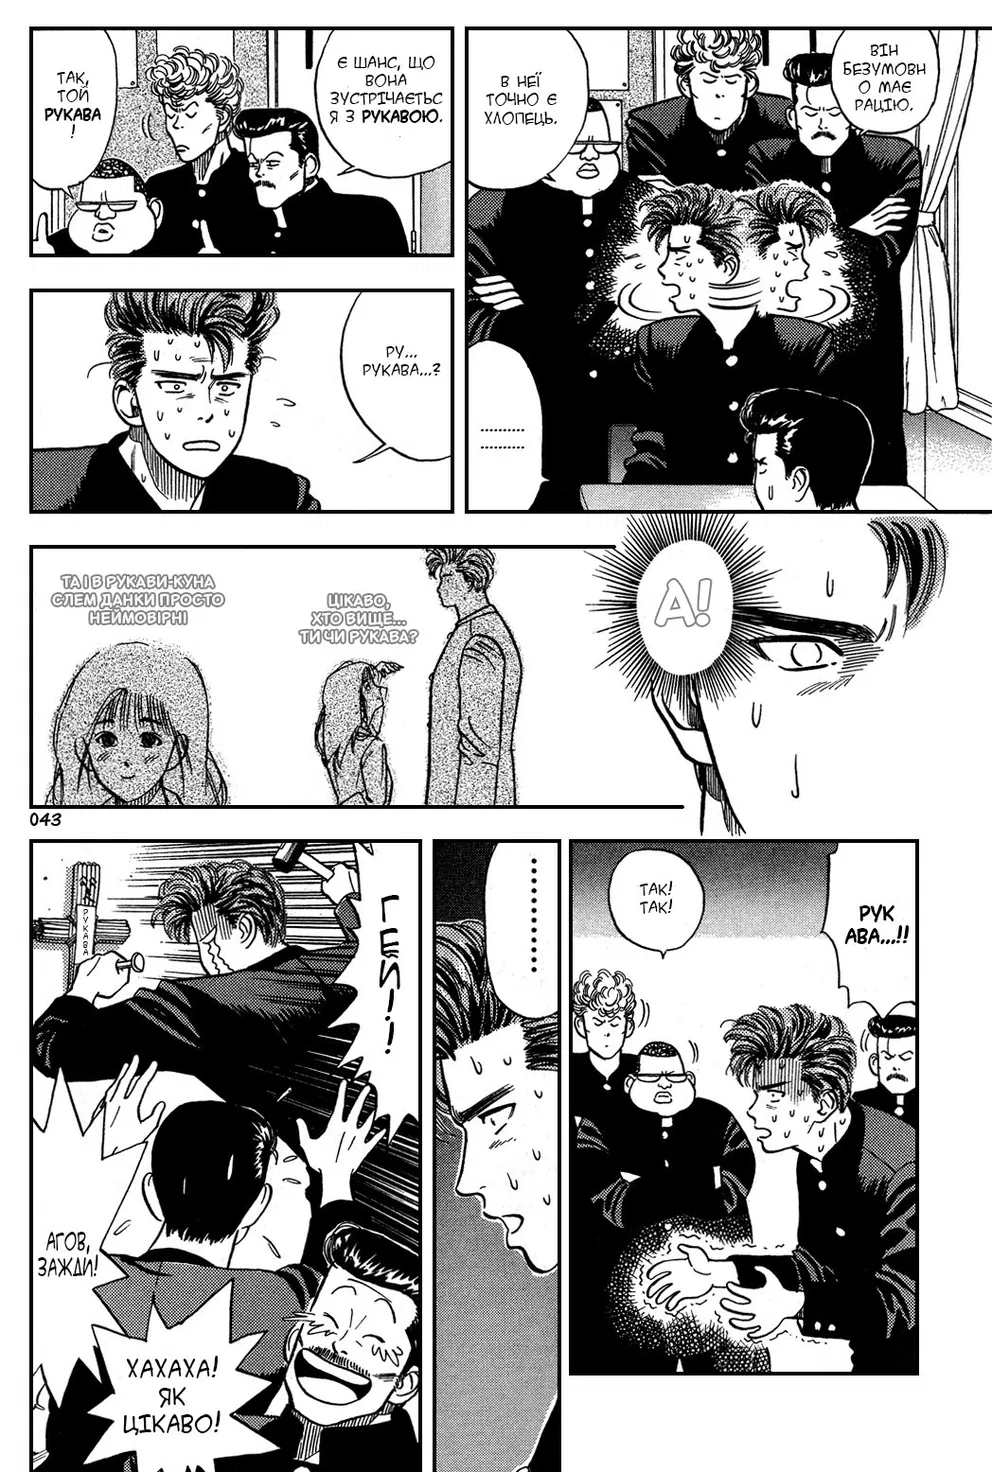 ВІН
БЕЗУМОВН
О МАЄ
РАЦІЮ.
В НЕЇ
ТОЧНО Є
ХЛОПЕЦЬ.
............
............
Є ШАНС, ЩО
ВОНА
ЗУСТРІЧАЄТЬС
Я З РУКАВОЮ.
ТАК,
ТОЙ
РУКАВА
!
РУ...
РУКАВА...?
А!
ЦІКАВО,
ХТО ВИЩЕ...
ТИ ЧИ РУКАВА?
ТА І В РУКАВИ-КУНА
СЛЕМ ДАНКИ ПРОСТО
НЕЙМОВІРНІ
043
РУК
АВА...!!
ТАК!
ТАК!
..........
ГЕЙ!!
РУКАВА
АГОВ,
ЗАЖДИ!
ХАХАХА!
ЯК
ЦІКАВО!